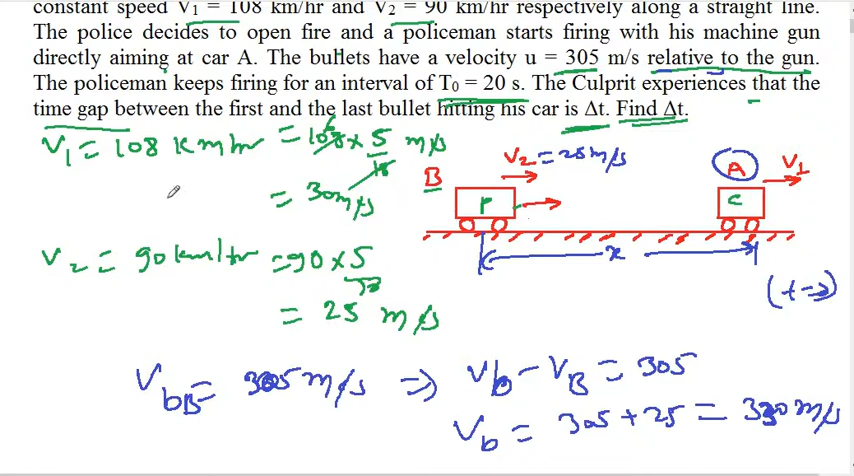 constant speed V1 = 108 km/hr and V2 = 90 km/hr respectively along a straight line.
The police decides to open fire and a policeman starts firing with his machine gun
directly aiming at car A. The bullets have a velocity u = 305 m/s relative to the gun.
The policeman keeps firing for an interval of T0 = 20 s. The Culprit experiences that the
time gap between the first and the last bullet hitting his car is Δt. Find Δt.
V1 = 108 Km/hr = 108 × 5/18 m/s
= 30 m/s
V2 = 90 km/hr = 90 × 5/18
= 25 m/s
B V2 = 25 m/s A V1
P C
x
(+→)
VbB = 305 m/s ⇒ Vb − VB = 305
Vb = 305 + 25 = 330 m/s